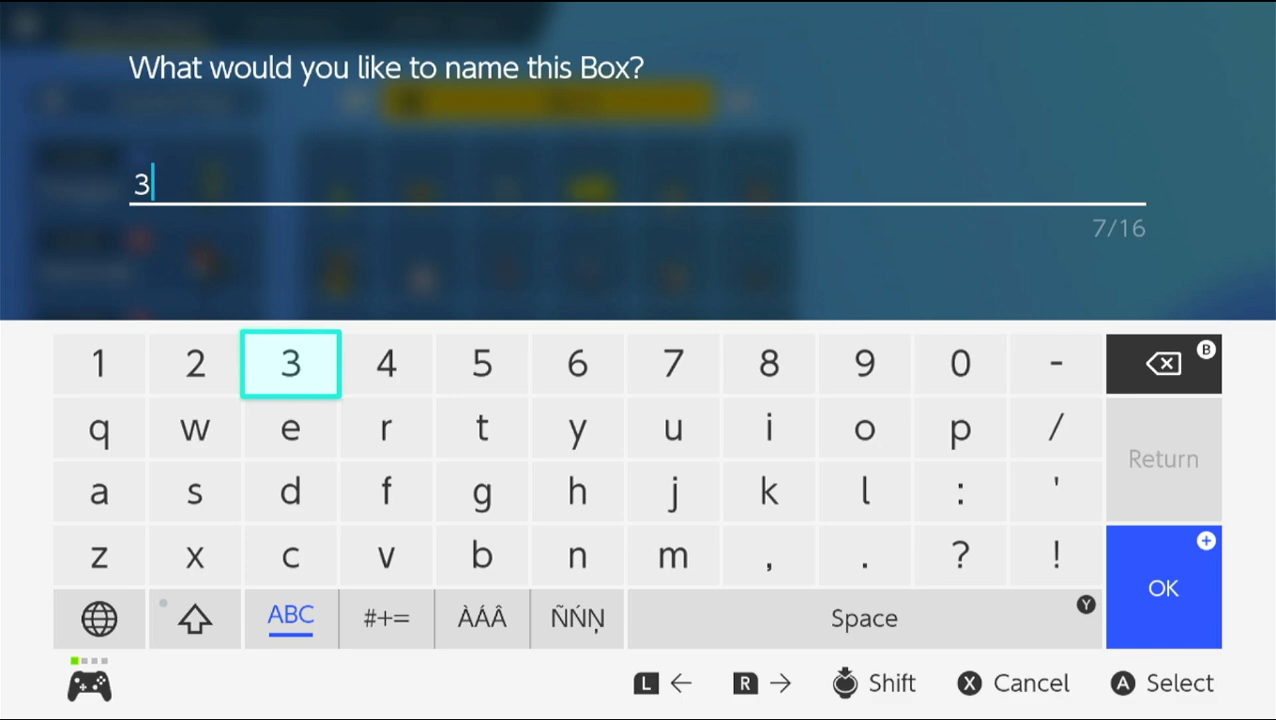 What would you like to name this Box?
3
7/16
1 2 3 4 5 6 7 8 9 0 - B
q w e r t y u i o p /
Return
a s d f g h j k l : '
z x c v b n m , . ? ! +
OK
ABC #+= ÀÁÂ ÑŃŅ Space Y
L ← R → Shift X Cancel A Select